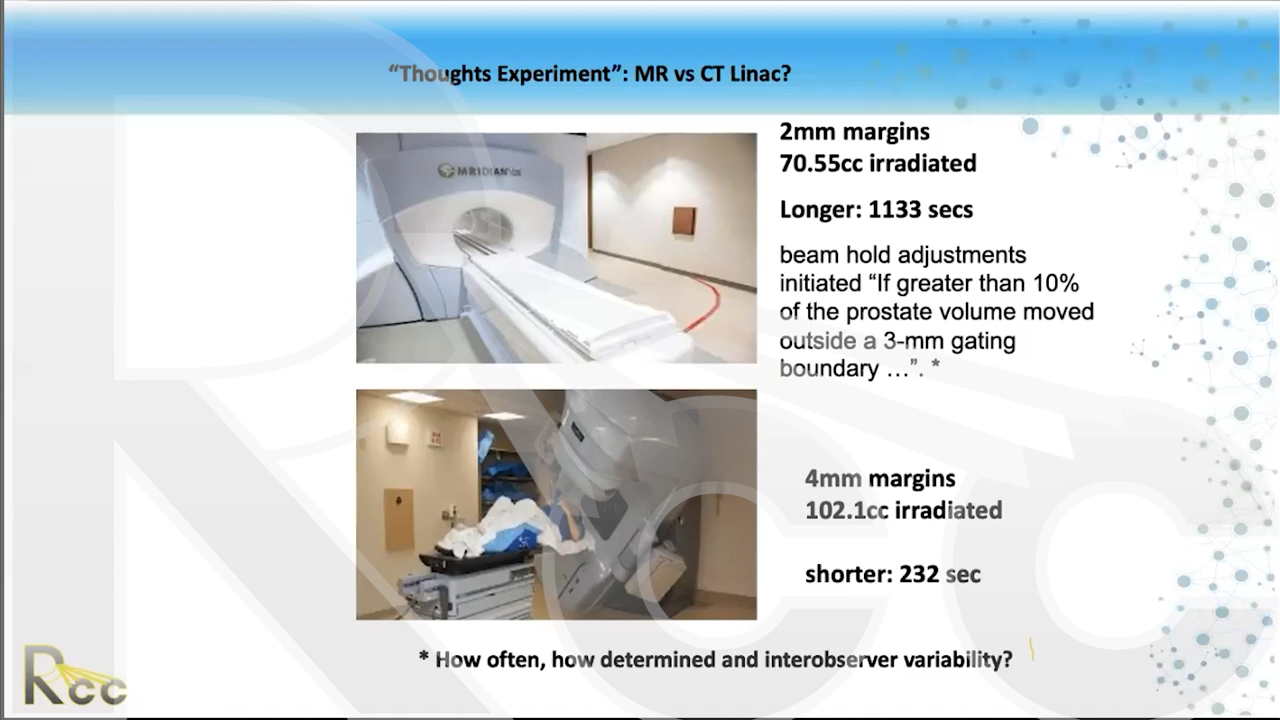 “Thoughts Experiment”: MR vs CT Linac?
MRIDIAN
2mm margins
70.55cc irradiated
Longer: 1133 secs
beam hold adjustments
initiated “If greater than 10%
of the prostate volume moved
outside a 3-mm gating
boundary …”. *
4mm margins
102.1cc irradiated
shorter: 232 sec
* How often, how determined and interobserver variability?
Rcc